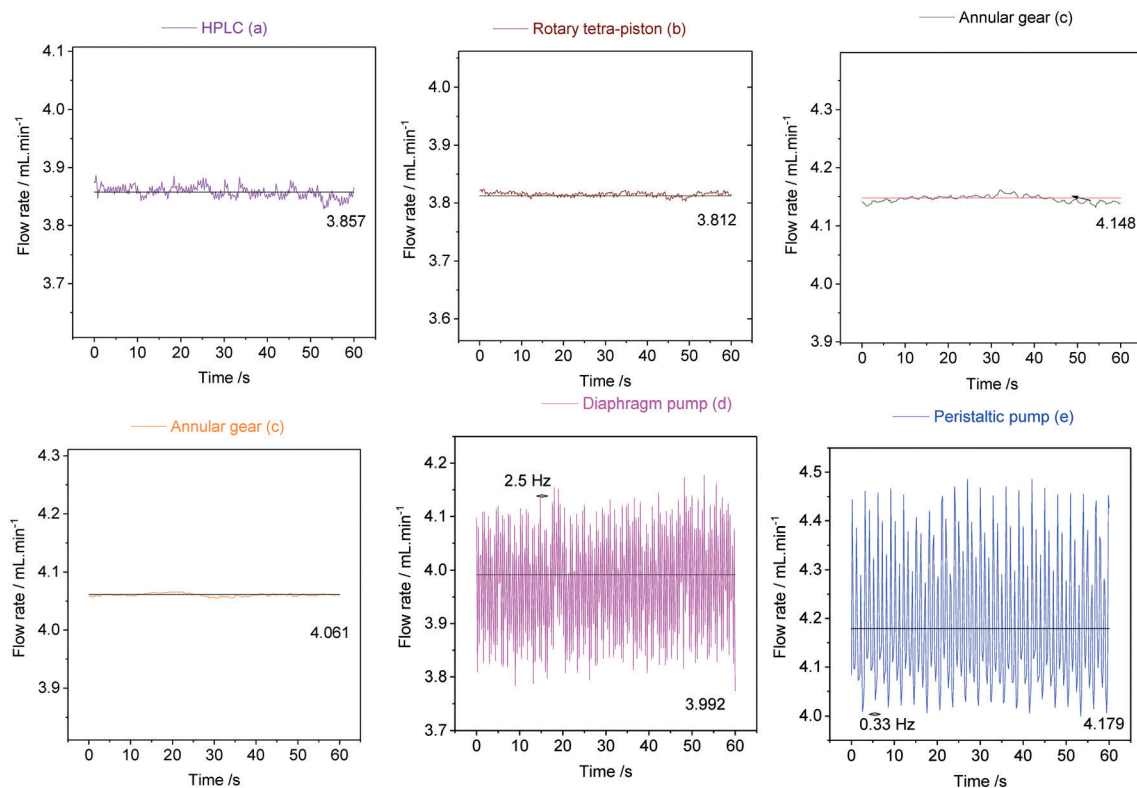 HPLC (a)
4.1
4.0
3.9
3.8
3.7
Flow rate / mL.min⁻¹
3.857
0 10 20 30 40 50 60
Time /s
Rotary tetra-piston (b)
4.0
3.9
3.8
3.7
3.6
Flow rate / mL.min⁻¹
3.812
0 10 20 30 40 50 60
Time /s
Annular gear (c)
4.3
4.2
4.1
4.0
3.9
Flow rate / mL.min⁻¹
4.148
0 10 20 30 40 50 60
Time /s
Annular gear (c)
4.3
4.2
4.1
4.0
3.9
Flow rate / mL.min⁻¹
4.061
0 10 20 30 40 50 60
Time /s
Diaphragm pump (d)
4.2
4.1
4.0
3.9
3.8
3.7
Flow rate / mL.min⁻¹
2.5 Hz
3.992
0 10 20 30 40 50 60
Time /s
Peristaltic pump (e)
4.5
4.4
4.3
4.2
4.1
4.0
Flow rate / mL.min⁻¹
0.33 Hz
4.179
0 10 20 30 40 50 60
Time /s